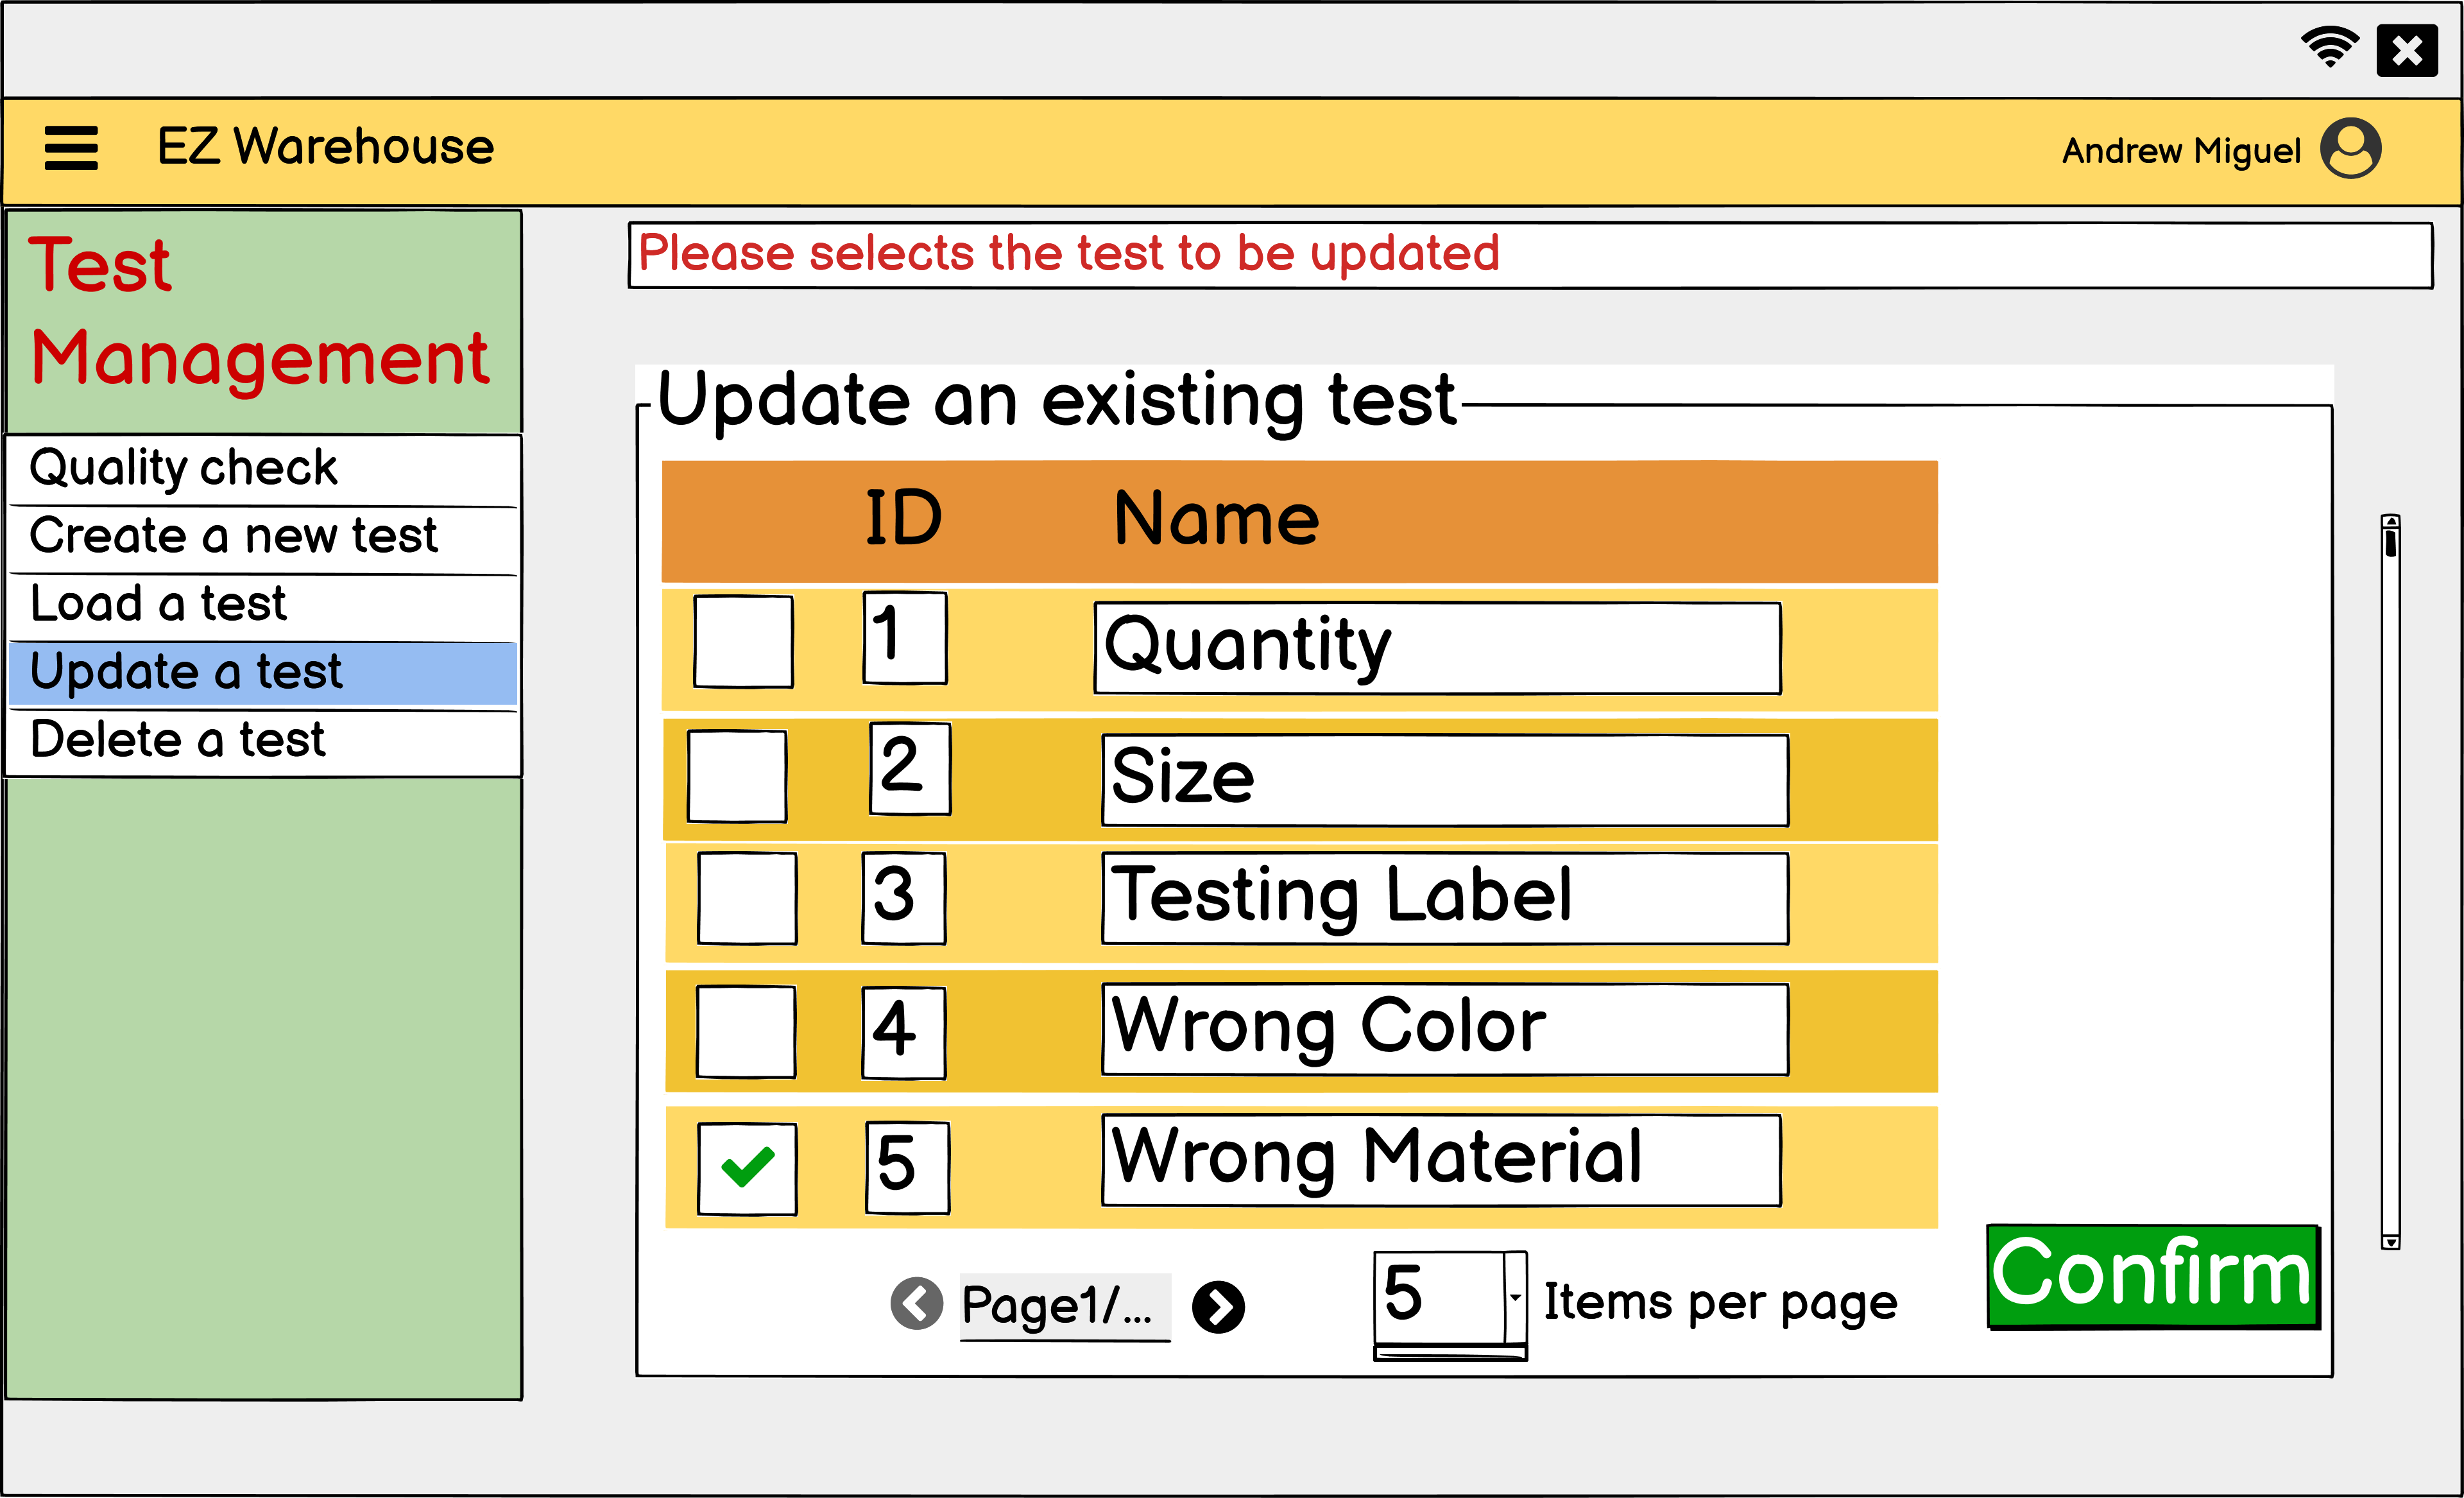 EZ Warehouse
Andrew Miguel
Test
Management
Quality check
Create a new test
Load a test
Update a test
Delete a test
Please selects the test to be updated
Update an existing test
ID Name
1 Quantity
2 Size
3 Testing Label
4 Wrong Color
5 Wrong Material
Page1/... 5 Items per page
Confirm